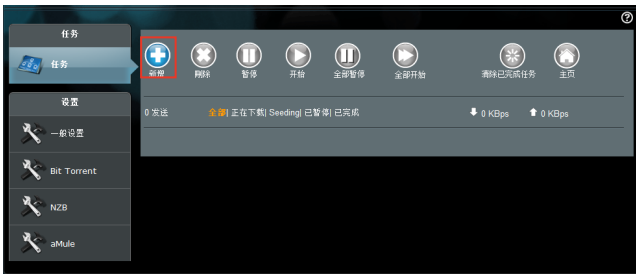 任务
任务
设置
一般设置
Bit Torrent
NZB
aMule
新增
删除
暂停
开始
全部暂停
全部开始
清除已完成任务
主页
0 发送 全部| 正在下载| Seeding| 已暂停| 已完成 0 KBps 0 KBps